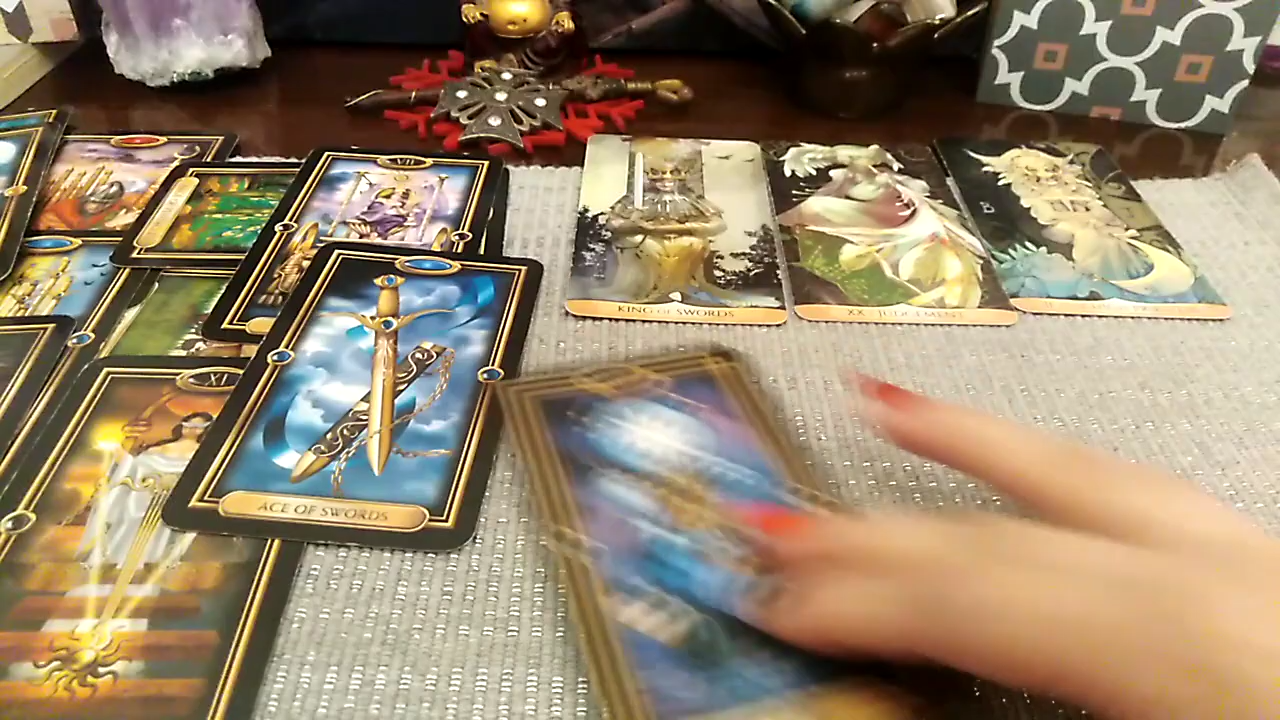 VII
KING OF SWORDS
XX · JUDGEMENT
XI
ACE OF SWORDS